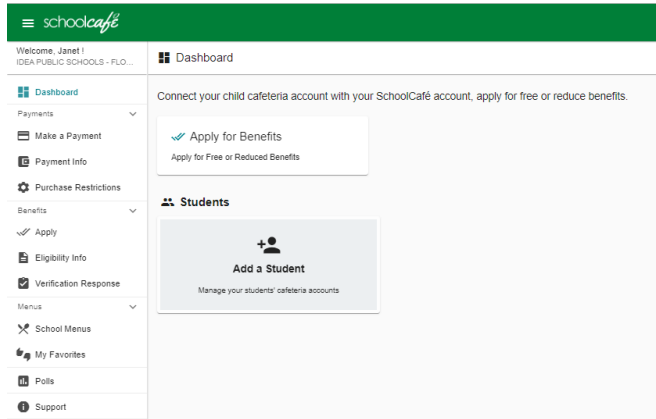 schoolcafé
Welcome, Janet !
IDEA PUBLIC SCHOOLS - FLO...
Dashboard
Payments
Make a Payment
Payment Info
Purchase Restrictions
Benefits
Apply
Eligibility Info
Verification Response
Menus
School Menus
My Favorites
Polls
Support
Dashboard
Connect your child cafeteria account with your SchoolCafé account, apply for free or reduce benefits.
Apply for Benefits
Apply for Free or Reduced Benefits
Students
Add a Student
Manage your students' cafeteria accounts